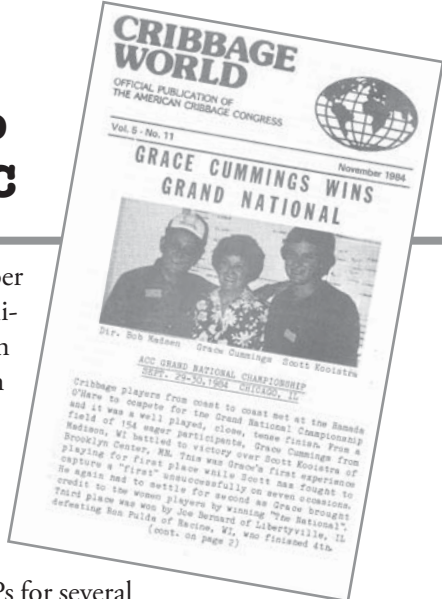 CRIBBAGE
WORLD
OFFICIAL PUBLICATION OF
THE AMERICAN CRIBBAGE CONGRESS
Vol. 5 - No. 11
November 1984
GRACE CUMMINGS WINS
GRAND NATIONAL
Dir. Bob Madsen Grace Cummings Scott Kooistra
ACC GRAND NATIONAL CHAMPIONSHIP
SEPT. 29-30,1984 CHICAGO, IL
Cribbage players from coast to coast met at the Ramada
O'Hare to compete for the Grand National Championship
and it was a well played, close, tense finish. From a
field of 154 eager participants, Grace Cummings from
Madison, WI battled to victory over Scott Kooistra of
Brooklyn Center, MN. This was Grace's first experience
playing for first place while Scott has fought to
capture a "first" unsuccessfully on seven occasions.
He again had to settle for second as Grace brought
credit to the women players by winning "The National".
Third place was won by Joe Bernard of Libertyville, IL
defeating Ron Pulda of Racine, WI, who finished 4th.
(cont. on page 2)
Ps for several